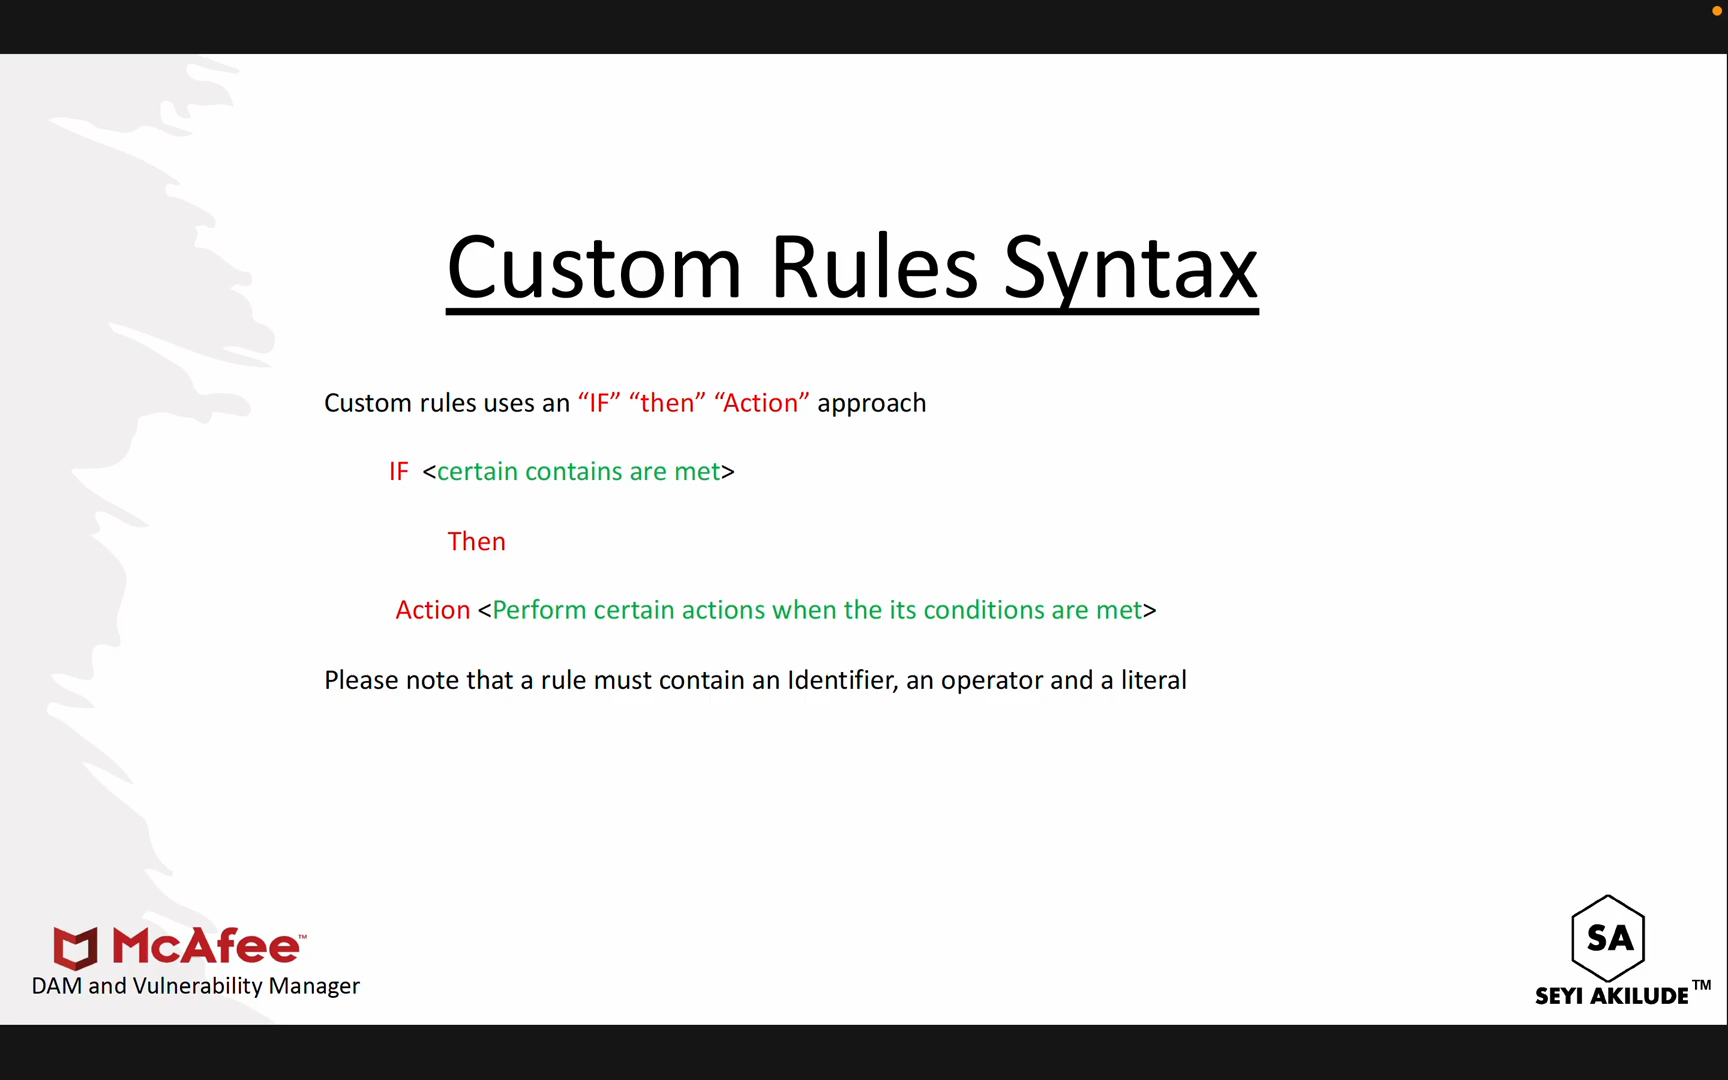 Custom Rules Syntax
Custom rules uses an “IF” “then” “Action” approach
IF <certain contains are met>
Then
Action <Perform certain actions when the its conditions are met>
Please note that a rule must contain an Identifier, an operator and a literal
McAfee™
DAM and Vulnerability Manager
SA
SEYI AKILUDE™